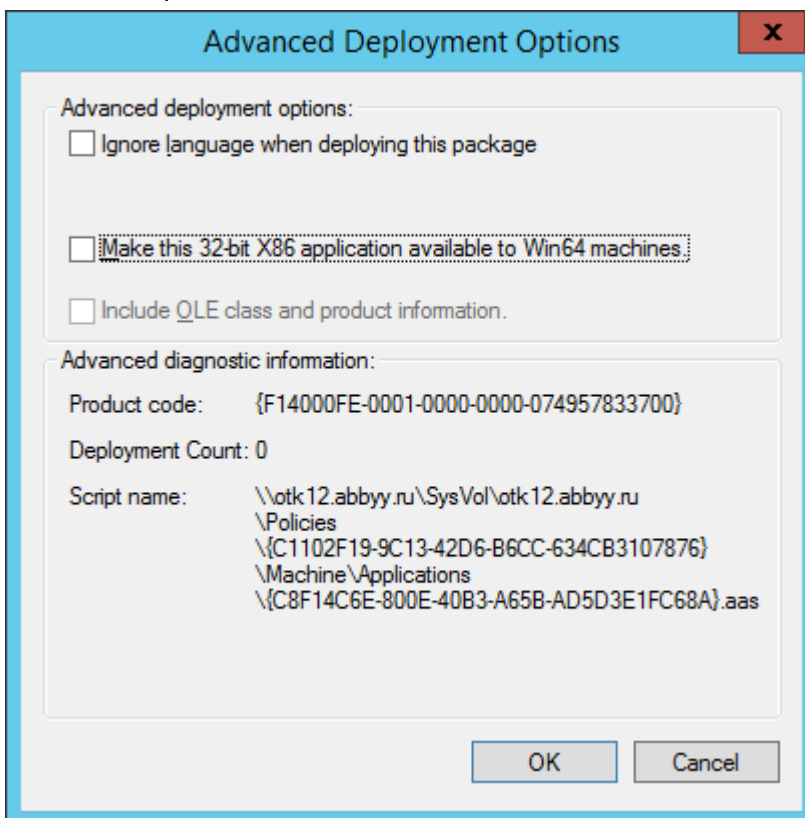 Advanced Deployment Options
x
Advanced deployment options:
Ignore language when deploying this package
Make this 32-bit X86 application available to Win64 machines.
Include OLE class and product information.
Advanced diagnostic information:
Product code: {F14000FE-0001-0000-0000-074957833700}
Deployment Count: 0
Script name: \\otk12.abbyy.ru\SysVol\otk12.abbyy.ru
\Policies
\{C1102F19-9C13-42D6-B6CC-634CB3107876}
\Machine\Applications
\{C8F14C6E-800E-40B3-A65B-AD5D3E1FC68A}.aas
OK Cancel